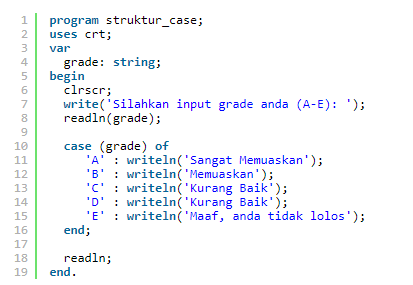 1 program struktur_case;
2 uses crt;
3 var
4   grade: string;
5 begin
6   clrscr;
7   write('Silahkan input grade anda (A-E): ');
8   readln(grade);
9
10   case (grade) of
11      'A' : writeln('Sangat Memuaskan');
12      'B' : writeln('Memuaskan');
13      'C' : writeln('Kurang Baik');
14      'D' : writeln('Kurang Baik');
15      'E' : writeln('Maaf, anda tidak lolos');
16   end;
17
18   readln;
19 end.